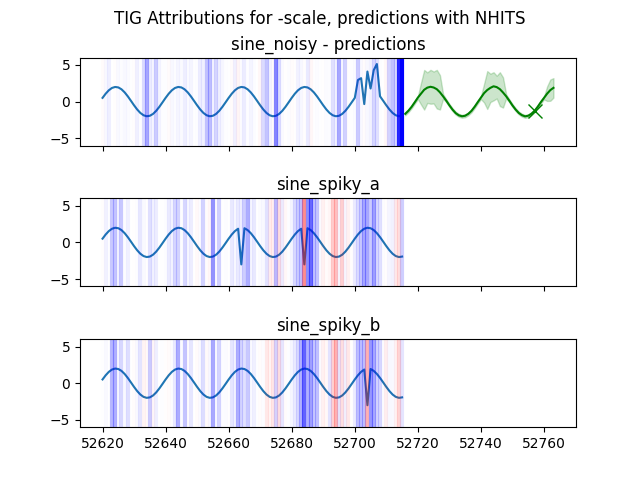 TIG Attributions for -scale, predictions with NHITS
sine_noisy - predictions
5
0
−5
sine_spiky_a
5
0
−5
sine_spiky_b
5
0
−5
52620 52640 52660 52680 52700 52720 52740 52760